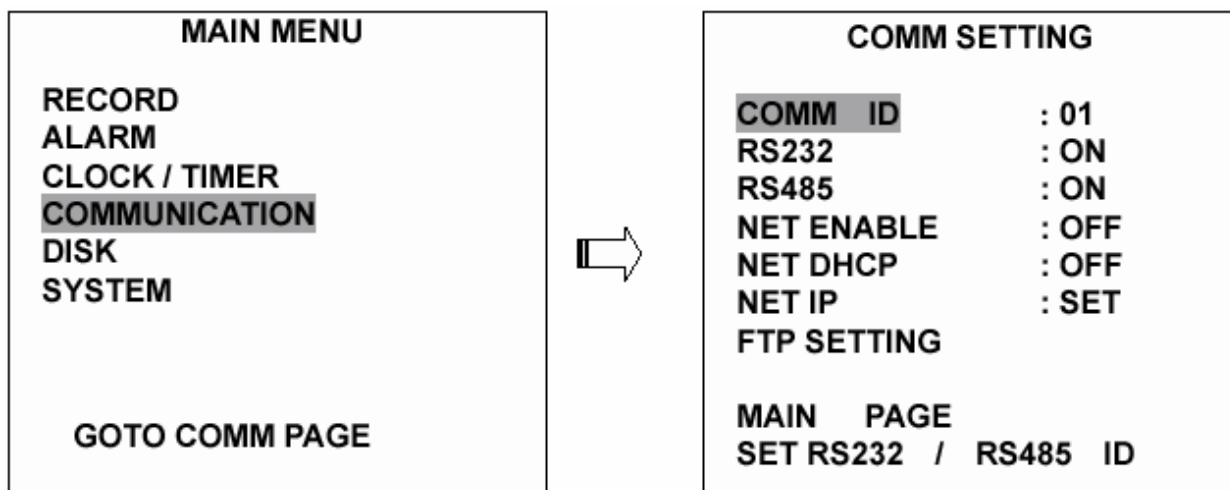 MAIN MENU
RECORD
ALARM
CLOCK / TIMER
COMMUNICATION
DISK
SYSTEM
GOTO COMM PAGE
COMM SETTING
COMM ID : 01
RS232 : ON
RS485 : ON
NET ENABLE : OFF
NET DHCP : OFF
NET IP : SET
FTP SETTING
MAIN PAGE
SET RS232 / RS485 ID